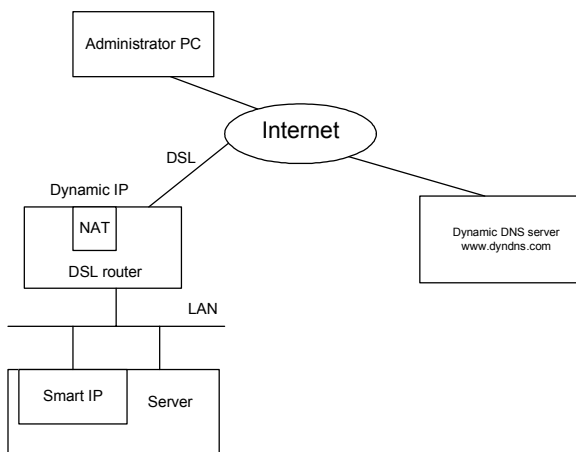 Administrator PC
Internet
DSL
Dynamic IP
NAT
DSL router
Dynamic DNS server
www.dyndns.com
LAN
Smart IP
Server